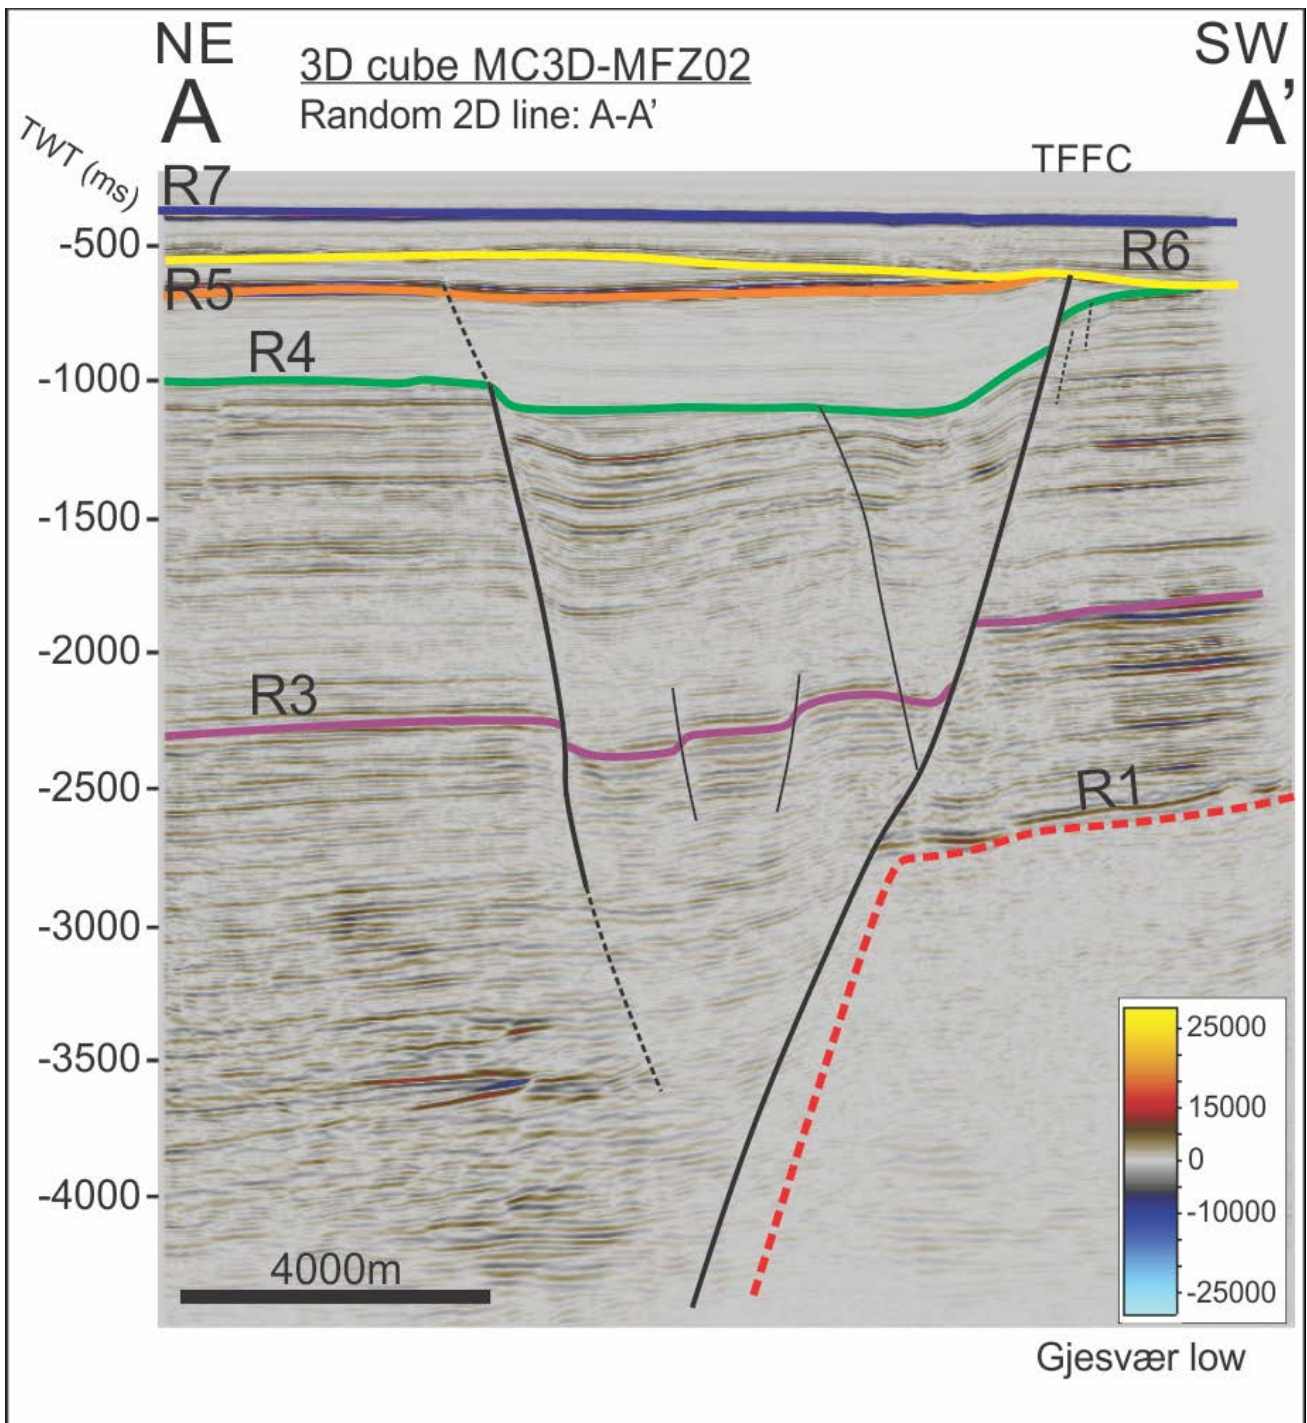 NE
SW
A
A’
3D cube MC3D-MFZ02
Random 2D line: A-A’
TFFC
TWT (ms)
R7
-500
R6
R5
R4
-1000
-1500
-2000
R3
-2500
R1
-3000
-3500
-4000
4000m
25000
15000
0
-10000
-25000
Gjesvær low